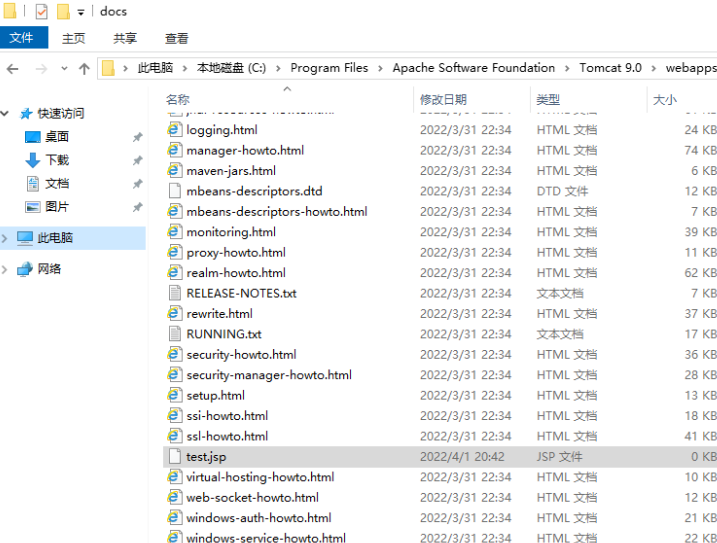 docs
文件 主页 共享 查看
此电脑 > 本地磁盘 (C:) > Program Files > Apache Software Foundation > Tomcat 9.0 > webapps
名称 修改日期 类型 大小
快速访问
桌面
下载
文档
图片
此电脑
网络
logging.html 2022/3/31 22:34 HTML 文档 24 KB
manager-howto.html 2022/3/31 22:34 HTML 文档 74 KB
maven-jars.html 2022/3/31 22:34 HTML 文档 6 KB
mbeans-descriptors.dtd 2022/3/31 22:34 DTD 文件 12 KB
mbeans-descriptors-howto.html 2022/3/31 22:34 HTML 文档 7 KB
monitoring.html 2022/3/31 22:34 HTML 文档 39 KB
proxy-howto.html 2022/3/31 22:34 HTML 文档 11 KB
realm-howto.html 2022/3/31 22:34 HTML 文档 62 KB
RELEASE-NOTES.txt 2022/3/31 22:34 文本文档 7 KB
rewrite.html 2022/3/31 22:34 HTML 文档 37 KB
RUNNING.txt 2022/3/31 22:34 文本文档 17 KB
security-howto.html 2022/3/31 22:34 HTML 文档 36 KB
security-manager-howto.html 2022/3/31 22:34 HTML 文档 28 KB
setup.html 2022/3/31 22:34 HTML 文档 13 KB
ssi-howto.html 2022/3/31 22:34 HTML 文档 18 KB
ssl-howto.html 2022/3/31 22:34 HTML 文档 41 KB
test.jsp 2022/4/1 20:42 JSP 文件 0 KB
virtual-hosting-howto.html 2022/3/31 22:34 HTML 文档 10 KB
web-socket-howto.html 2022/3/31 22:34 HTML 文档 12 KB
windows-auth-howto.html 2022/3/31 22:34 HTML 文档 21 KB
windows-service-howto.html 2022/3/31 22:34 HTML 文档 22 KB